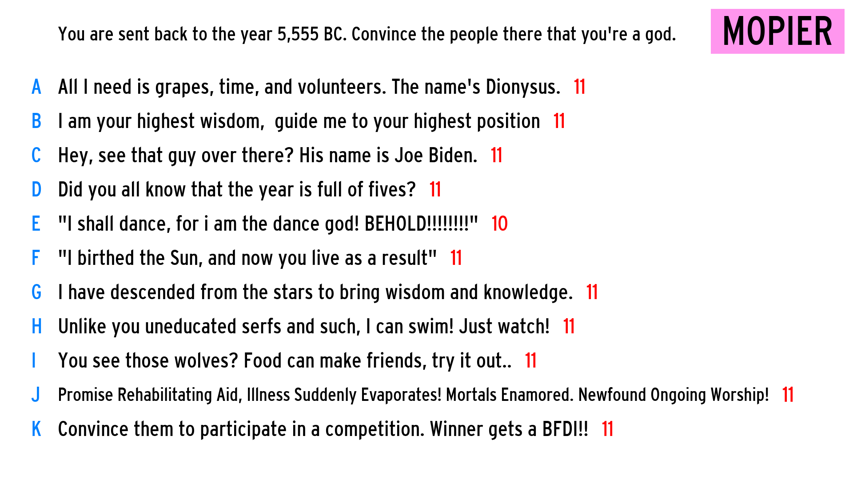 You are sent back to the year 5,555 BC. Convince the people there that you're a god.
MOPIER
A All I need is grapes, time, and volunteers. The name's Dionysus. 11
B I am your highest wisdom,  guide me to your highest position 11
C Hey, see that guy over there? His name is Joe Biden. 11
D Did you all know that the year is full of fives? 11
E "I shall dance, for i am the dance god! BEHOLD!!!!!!!!" 10
F "I birthed the Sun, and now you live as a result" 11
G I have descended from the stars to bring wisdom and knowledge. 11
H Unlike you uneducated serfs and such, I can swim! Just watch! 11
I You see those wolves? Food can make friends, try it out.. 11
J Promise Rehabilitating Aid, Illness Suddenly Evaporates! Mortals Enamored. Newfound Ongoing Worship! 11
K Convince them to participate in a competition. Winner gets a BFDI!! 11